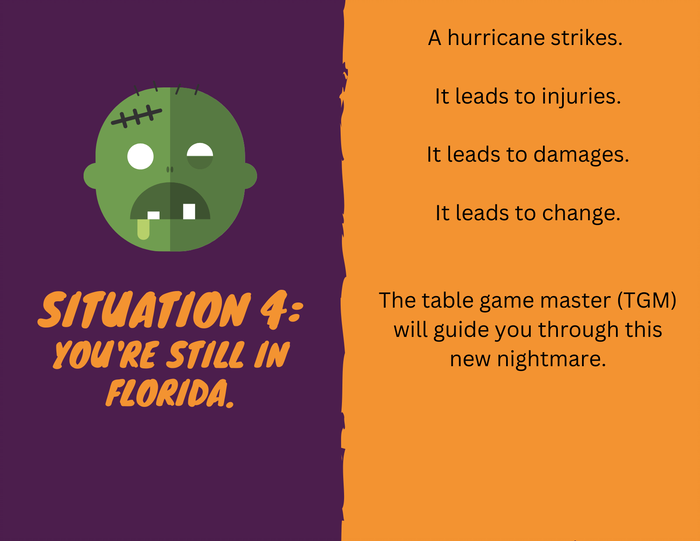 SITUATION 4:
YOU'RE STILL IN
FLORIDA.
A hurricane strikes.
It leads to injuries.
It leads to damages.
It leads to change.
The table game master (TGM)
will guide you through this
new nightmare.